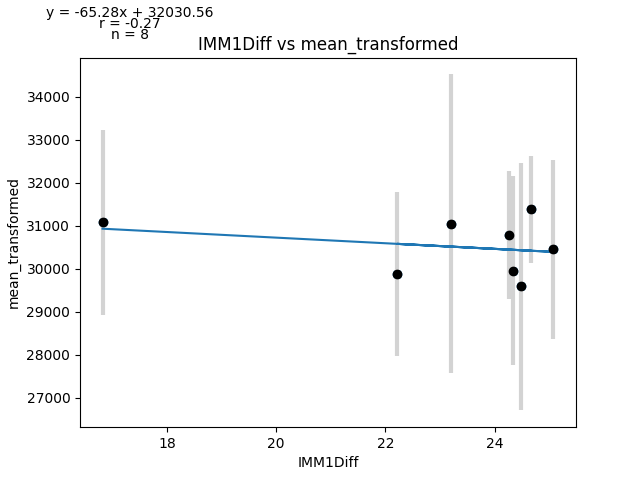 y = -65.28x + 32030.56
r = -0.27
n = 8
IMM1Diff vs mean_transformed
34000
33000
32000
31000
30000
29000
28000
27000
mean_transformed
18
20
22
24
IMM1Diff